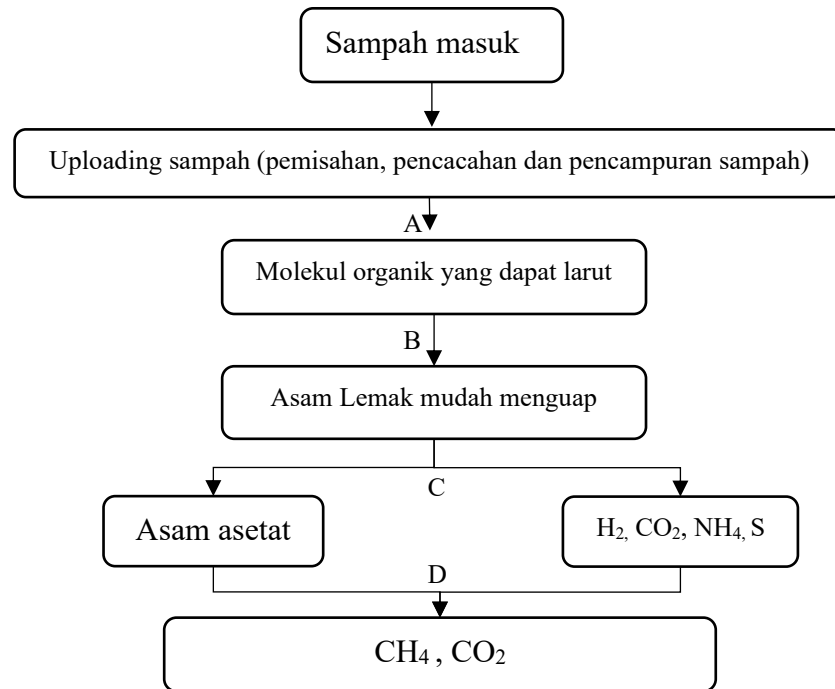 Sampah masuk
Uploading sampah (pemisahan, pencacahan dan pencampuran sampah)
A
Molekul organik yang dapat larut
B
Asam Lemak mudah menguap
C
Asam asetat
H₂, CO₂, NH₄, S
D
CH₄ , CO₂